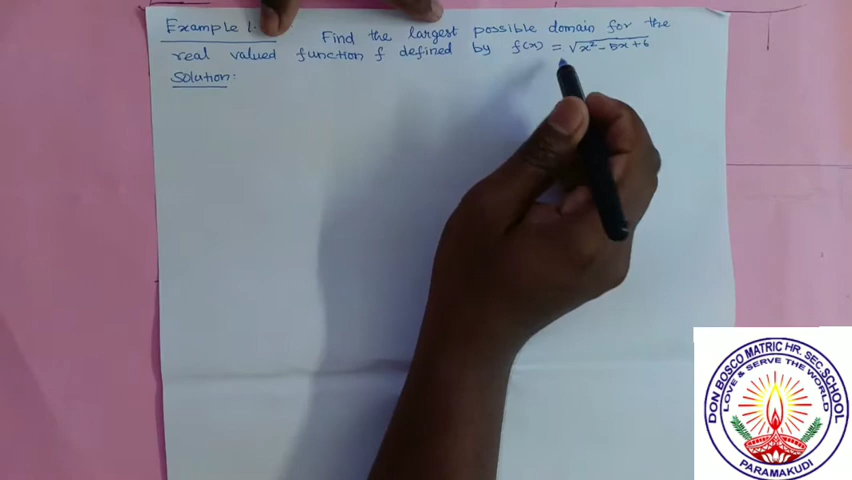 Example 1. Find the largest possible domain for the
real valued function f defined by f(x) = √x² - 5x + 6
Solution:
DON BOSCO MATRIC HR. SEC. SCHOOL
LOVE & SERVE THE WORLD
PARAMAKUDI